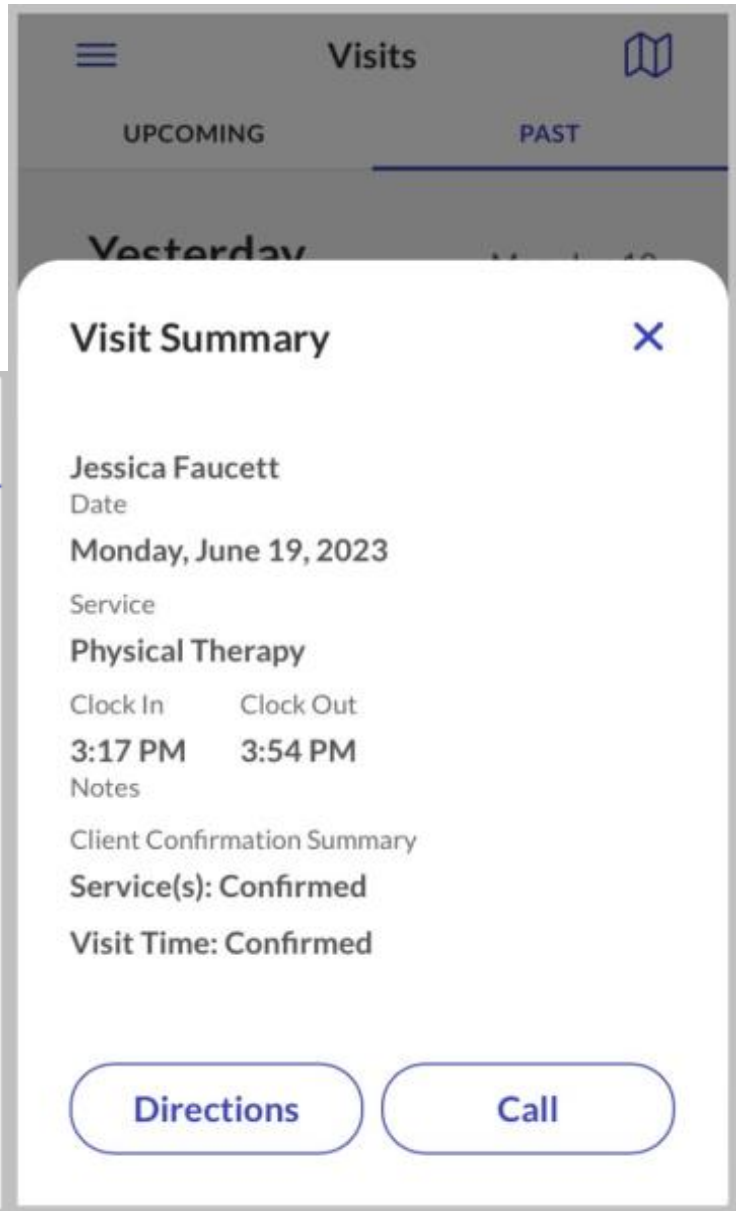 Visits
UPCOMING PAST
Yesterday
Visit Summary
Jessica Faucett
Date
Monday, June 19, 2023
Service
Physical Therapy
Clock In Clock Out
3:17 PM 3:54 PM
Notes
Client Confirmation Summary
Service(s): Confirmed
Visit Time: Confirmed
Directions Call